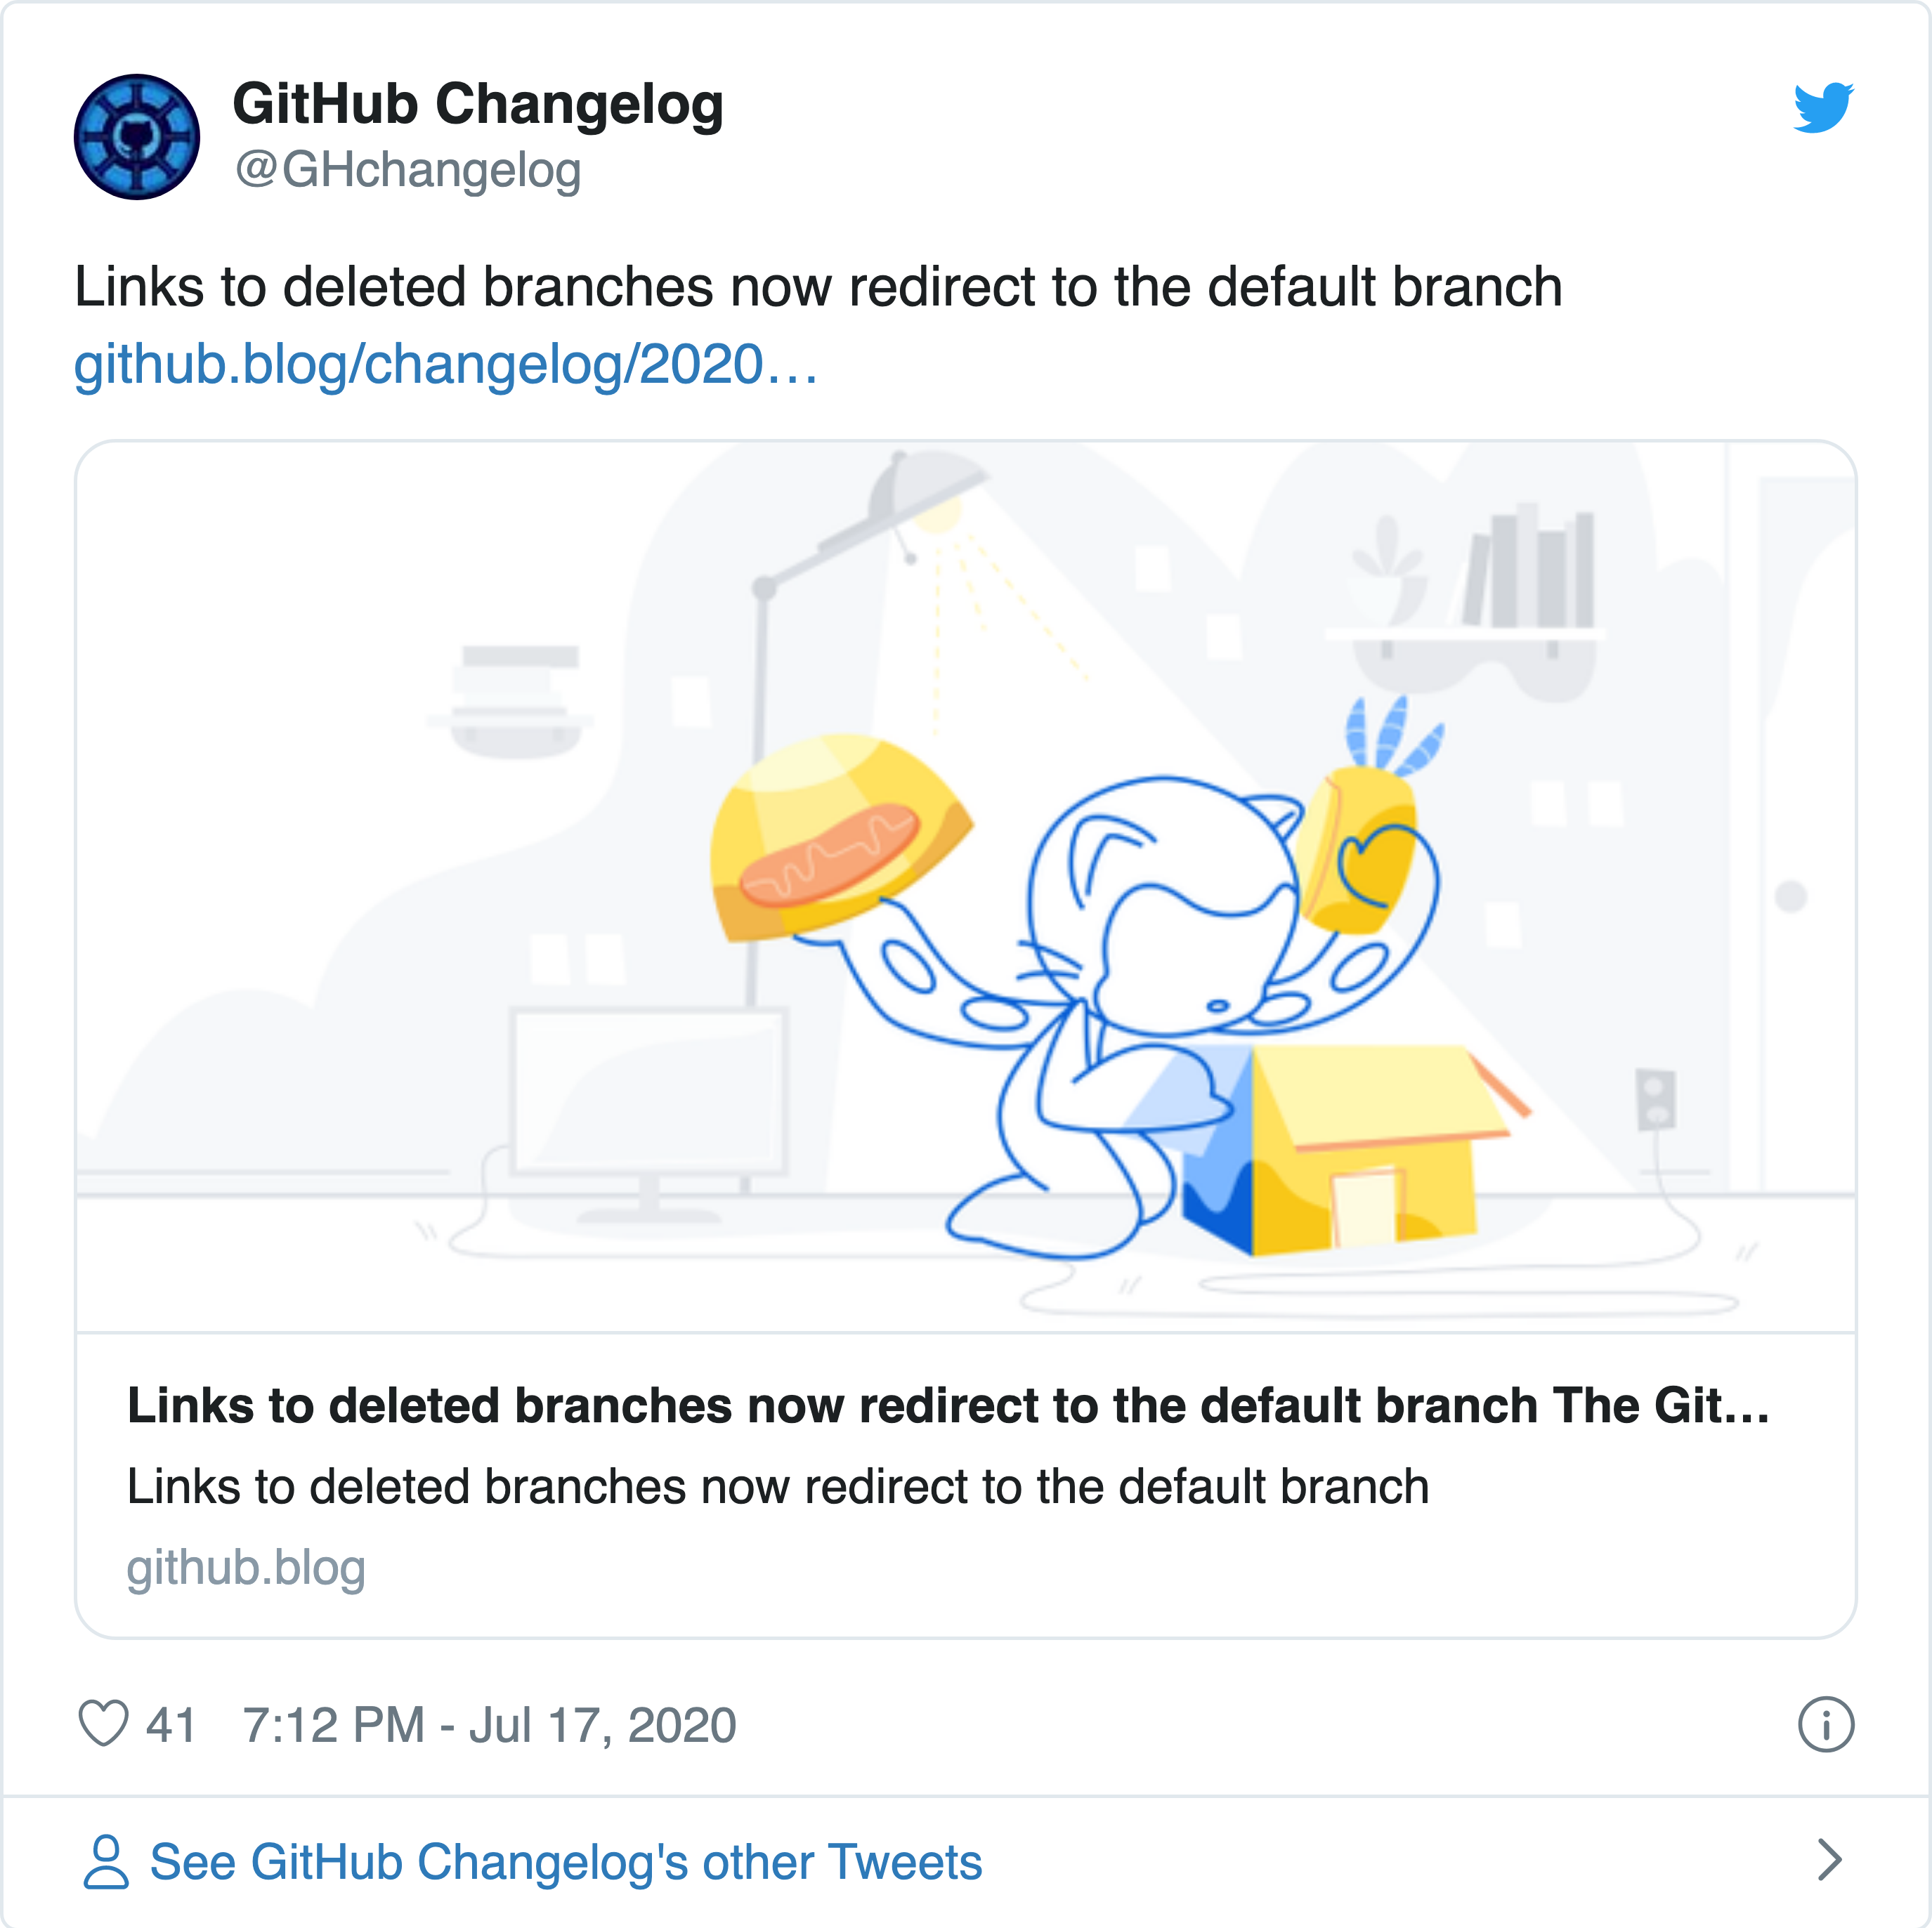 GitHub Changelog
@GHchangelog
Links to deleted branches now redirect to the default branch
github.blog/changelog/2020…
Links to deleted branches now redirect to the default branch The Git...
Links to deleted branches now redirect to the default branch
github.blog
41 7:12 PM - Jul 17, 2020
See GitHub Changelog's other Tweets